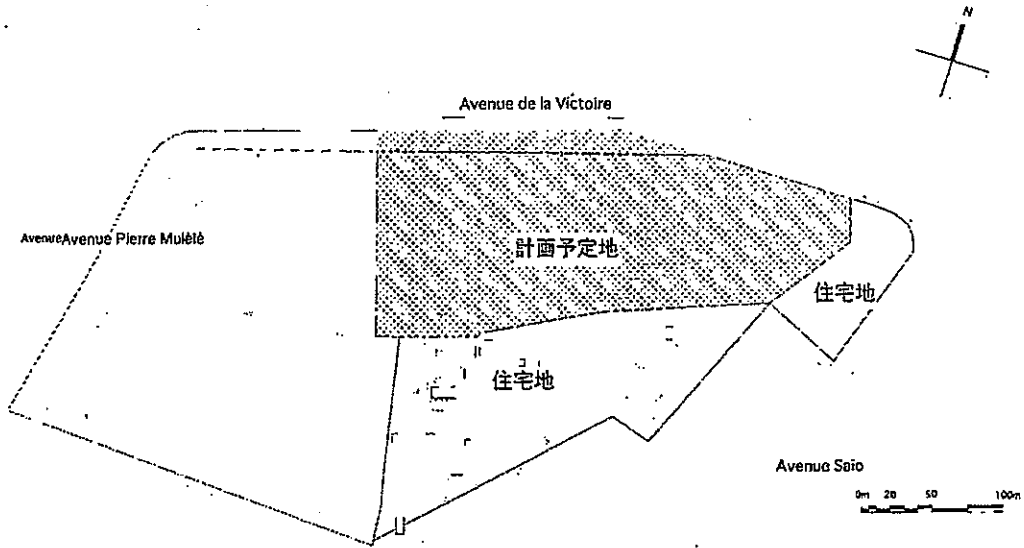 N
Avenue de la Victoire
AvenueAvenue Pierre Mulélé
計画予定地
住宅地
住宅地
Avenue Saio
0m 20 50 100m